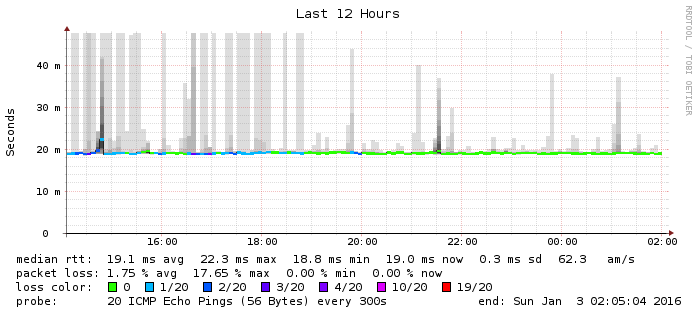 Last 12 Hours
RRDTOOL / TOBI OETIKER
Seconds
40 m
30 m
20 m
10 m
0
16:00 18:00 20:00 22:00 00:00 02:00
median rtt: 19.1 ms avg 22.3 ms max 18.8 ms min 19.0 ms now 0.3 ms sd 62.3 am/s
packet loss: 1.75 % avg 17.65 % max 0.00 % min 0.00 % now
loss color: 0 1/20 2/20 3/20 4/20 10/20 19/20
probe: 20 ICMP Echo Pings (56 Bytes) every 300s end: Sun Jan 3 02:05:04 2016